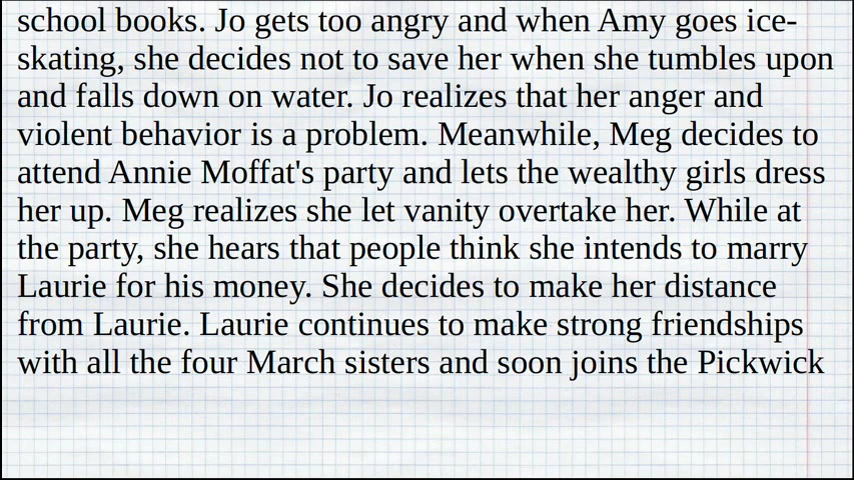 school books. Jo gets too angry and when Amy goes ice-
skating, she decides not to save her when she tumbles upon
and falls down on water. Jo realizes that her anger and
violent behavior is a problem. Meanwhile, Meg decides to
attend Annie Moffat's party and lets the wealthy girls dress
her up. Meg realizes she let vanity overtake her. While at
the party, she hears that people think she intends to marry
Laurie for his money. She decides to make her distance
from Laurie. Laurie continues to make strong friendships
with all the four March sisters and soon joins the Pickwick